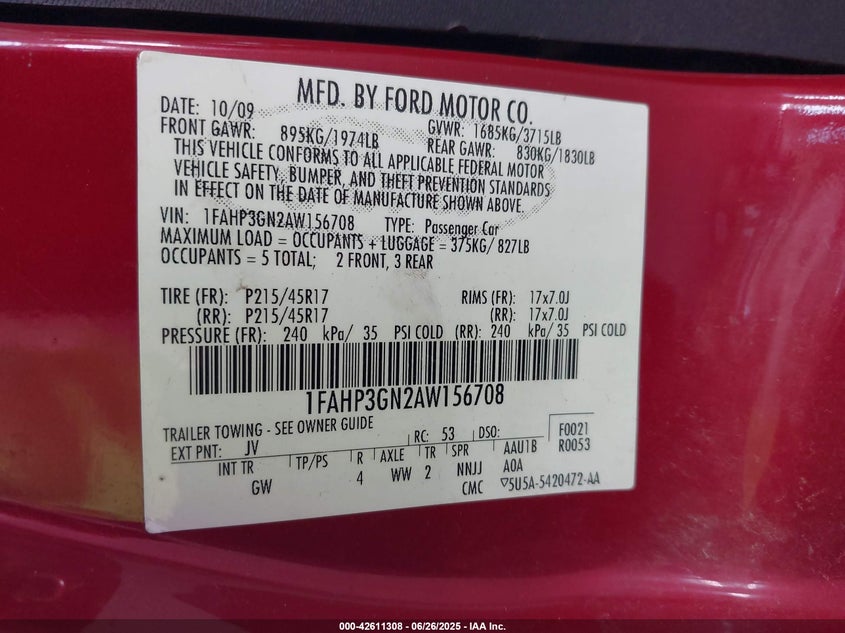 MFD. BY FORD MOTOR CO.
DATE: 10/09
GVWR: 1685KG/3715LB
FRONT GAWR: 895KG/1974LB
REAR GAWR: 830KG/1830LB
THIS VEHICLE CONFORMS TO ALL APPLICABLE FEDERAL MOTOR
VEHICLE SAFETY, BUMPER, AND THEFT PREVENTION STANDARDS
IN EFFECT ON THE DATE OF MANUFACTURE SHOWN ABOVE.
VIN: 1FAHP3GN2AW156708 TYPE: Passenger Car
MAXIMUM LOAD = OCCUPANTS + LUGGAGE = 375KG/ 827LB
OCCUPANTS = 5 TOTAL; 2 FRONT, 3 REAR
TIRE (FR): P215/45R17 RIMS (FR): 17x7.0J
(RR): P215/45R17 (RR): 17x7.0J
PRESSURE (FR): 240 kPa/ 35 PSI COLD (RR): 240 kPa/ 35 PSI COLD
1FAHP3GN2AW156708
TRAILER TOWING - SEE OWNER GUIDE
EXT PNT: JV RC: 53 DSO: F0021
INT TR TP/PS R AXLE TR SPR AAU1B R0053
GW 4 WW 2 NNJJ AOA
CMC ▽5U5A-5420472-AA
000-42611308 - 06/26/2025 - IAA Inc.